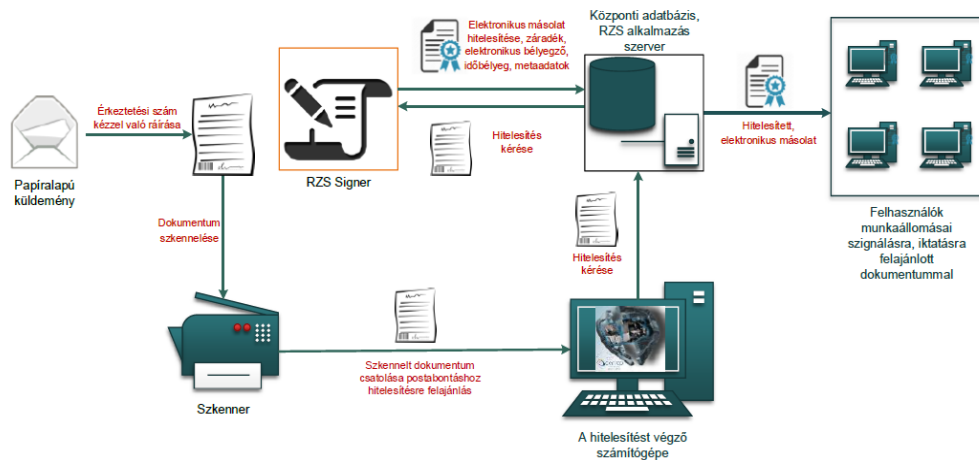 Elektronikus másolat
hitelesítése, záradék,
elektronikus bélyegző,
időbélyeg, metaadatok
Központi adatbázis,
RZS alkalmazás
szerver
Érkeztetési szám
kézzel való ráírása
Hitelesítés
kérése
Hitelesített,
elektronikus másolat
Papíralapú
küldemény
RZS Signer
Dokumentum
szkennelése
Hitelesítés
kérése
Felhasználók
munkaállomásai
szignálásra, iktatásra
felajánlott
dokumentummal
Szkennelt dokumentum
csatolása postabontáshoz
hitelesítésre felajánlás
Szkenner
A hitelesítést végző
számítógépe